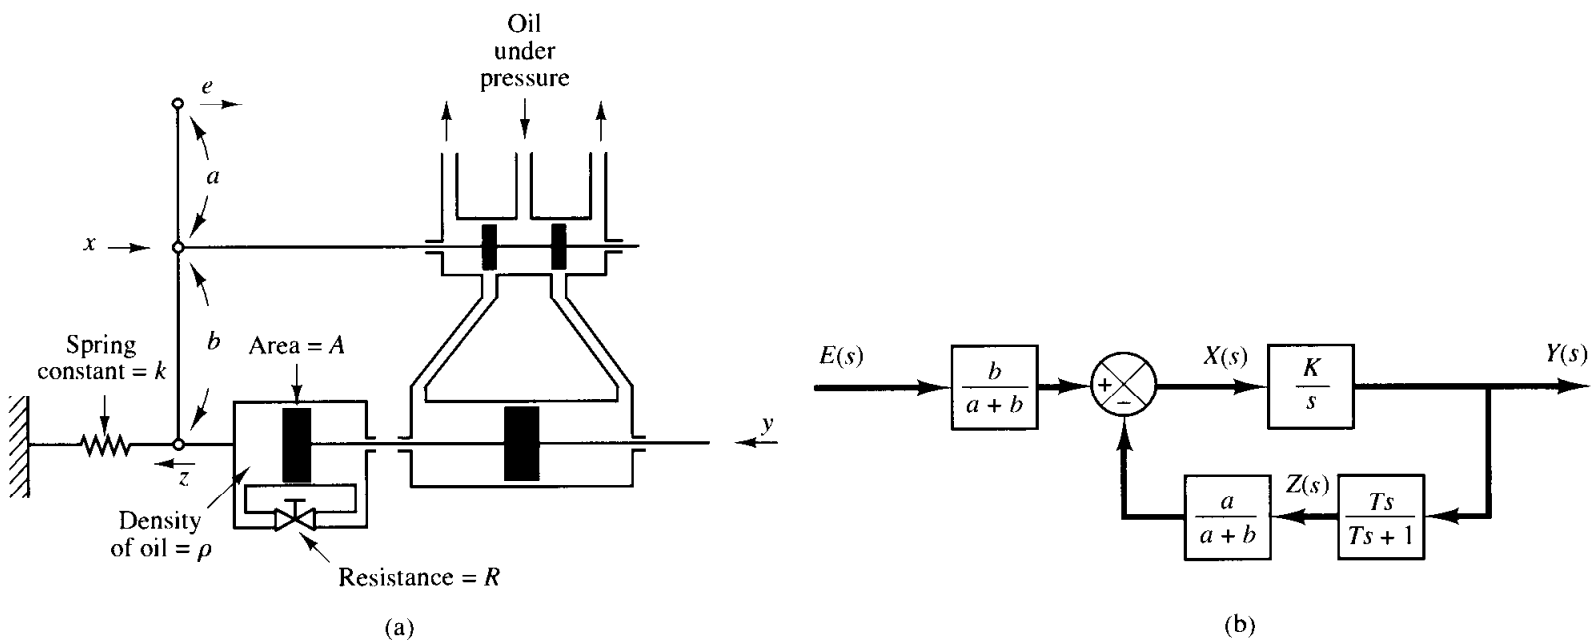 Oil
under
pressure
e
a
x
b
Spring
constant = k
Area = A
y
z
Density
of oil = ρ
Resistance = R
(a)
E(s)
b
a + b
+
−
X(s)
K
s
Y(s)
a
a + b
Z(s)
Ts
Ts + 1
(b)